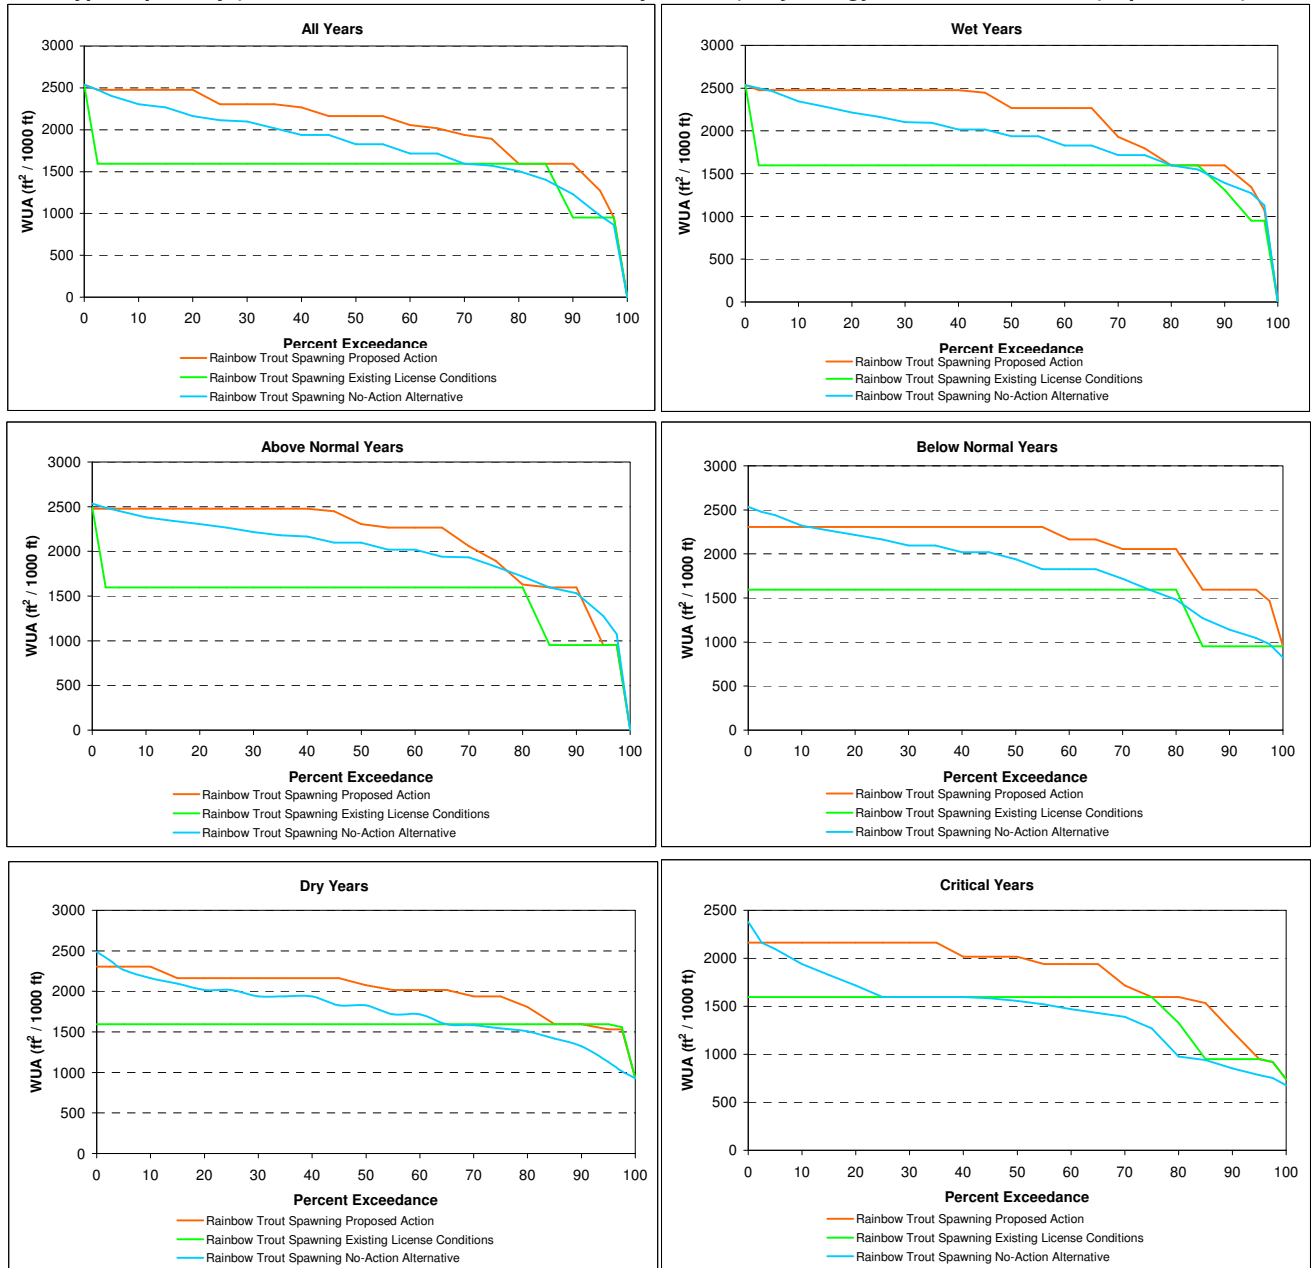 All Years
3000
2500
2000
1500
1000
500
0
WUA (ft² / 1000 ft)
0 10 20 30 40 50 60 70 80 90 100
Percent Exceedance
Rainbow Trout Spawning Proposed Action
Rainbow Trout Spawning Existing License Conditions
Rainbow Trout Spawning No-Action Alternative
Wet Years
3000
2500
2000
1500
1000
500
0
WUA (ft² / 1000 ft)
0 10 20 30 40 50 60 70 80 90 100
Percent Exceedance
Rainbow Trout Spawning Proposed Action
Rainbow Trout Spawning Existing License Conditions
Rainbow Trout Spawning No-Action Alternative
Above Normal Years
3000
2500
2000
1500
1000
500
0
WUA (ft² / 1000 ft)
0 10 20 30 40 50 60 70 80 90 100
Percent Exceedance
Rainbow Trout Spawning Proposed Action
Rainbow Trout Spawning Existing License Conditions
Rainbow Trout Spawning No-Action Alternative
Below Normal Years
3000
2500
2000
1500
1000
500
0
WUA (ft² / 1000 ft)
0 10 20 30 40 50 60 70 80 90 100
Percent Exceedance
Rainbow Trout Spawning Proposed Action
Rainbow Trout Spawning Existing License Conditions
Rainbow Trout Spawning No-Action Alternative
Dry Years
3000
2500
2000
1500
1000
500
0
WUA (ft² / 1000 ft)
0 10 20 30 40 50 60 70 80 90 100
Percent Exceedance
Rainbow Trout Spawning Proposed Action
Rainbow Trout Spawning Existing License Conditions
Rainbow Trout Spawning No-Action Alternative
Critical Years
2500
2000
1500
1000
500
0
WUA (ft² / 1000 ft)
0 10 20 30 40 50 60 70 80 90 100
Percent Exceedance
Rainbow Trout Spawning Proposed Action
Rainbow Trout Spawning Existing License Conditions
Rainbow Trout Spawning No-Action Alternative